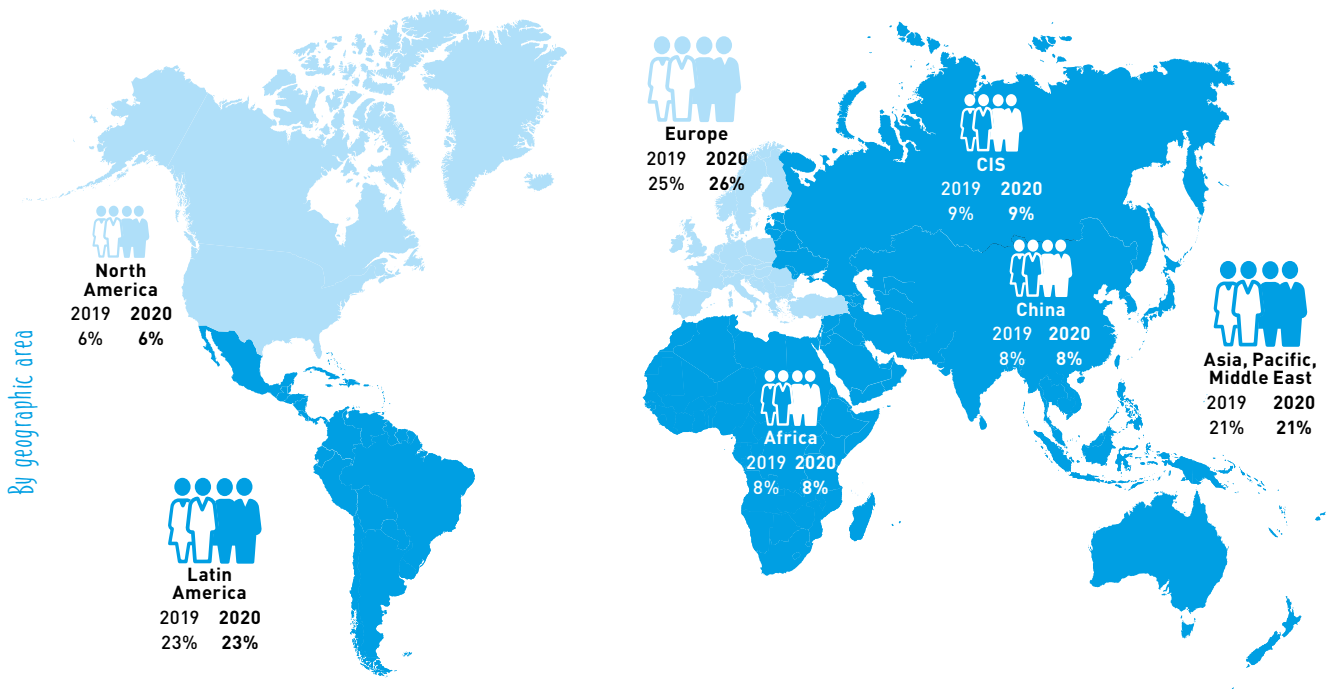 By geographic area
North
America
2019 2020
6% 6%
Latin
America
2019 2020
23% 23%
Europe
2019 2020
25% 26%
Africa
2019 2020
8% 8%
CIS
2019 2020
9% 9%
China
2019 2020
8% 8%
Asia, Pacific,
Middle East
2019 2020
21% 21%